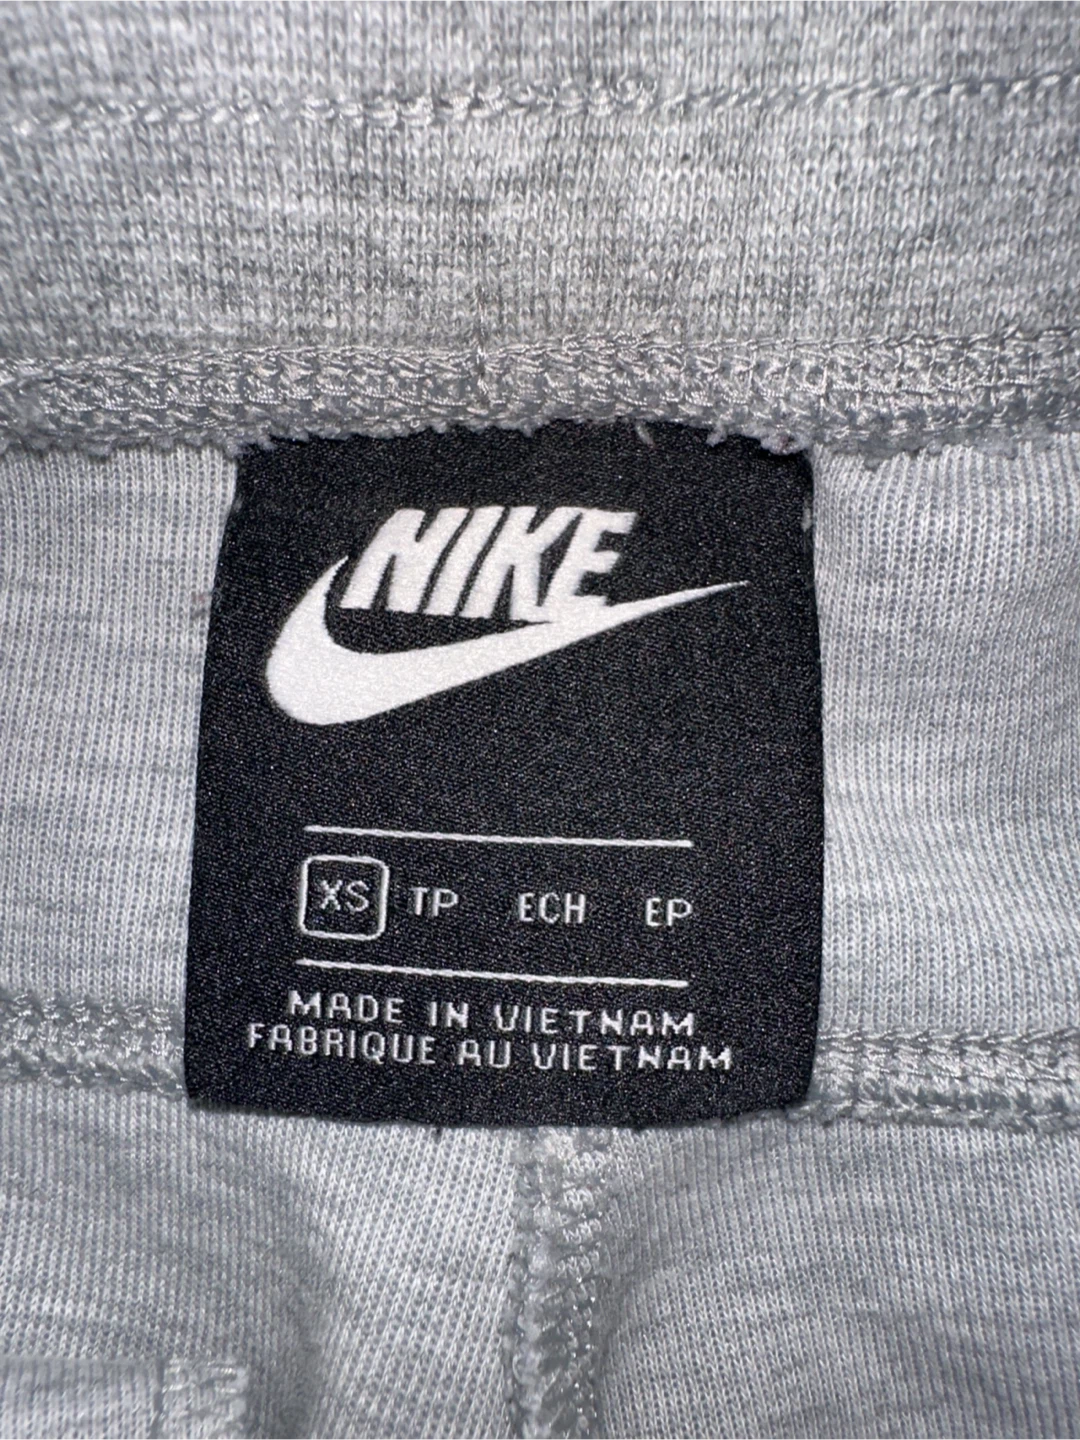 NIKE
XS TP ECH EP
MADE IN VIETNAM
FABRIQUE AU VIETNAM